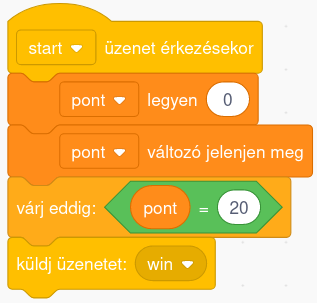 start üzenet érkezésekor
pont legyen 0
pont változó jelenjen meg
várj eddig: pont = 20
küldj üzenetet: win